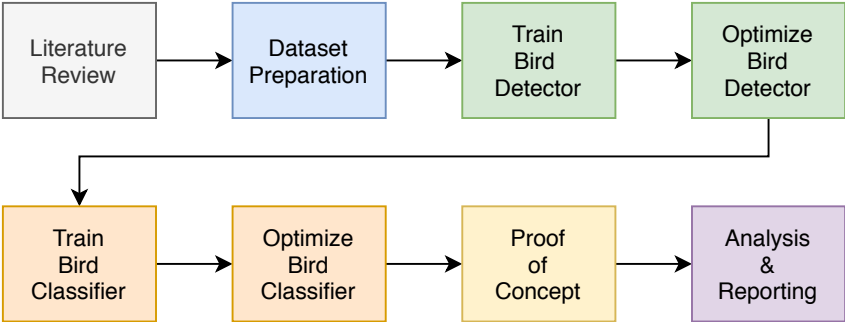 Literature
Review
Dataset
Preparation
Train
Bird
Detector
Optimize
Bird
Detector
Train
Bird
Classifier
Optimize
Bird
Classifier
Proof
of
Concept
Analysis
&
Reporting